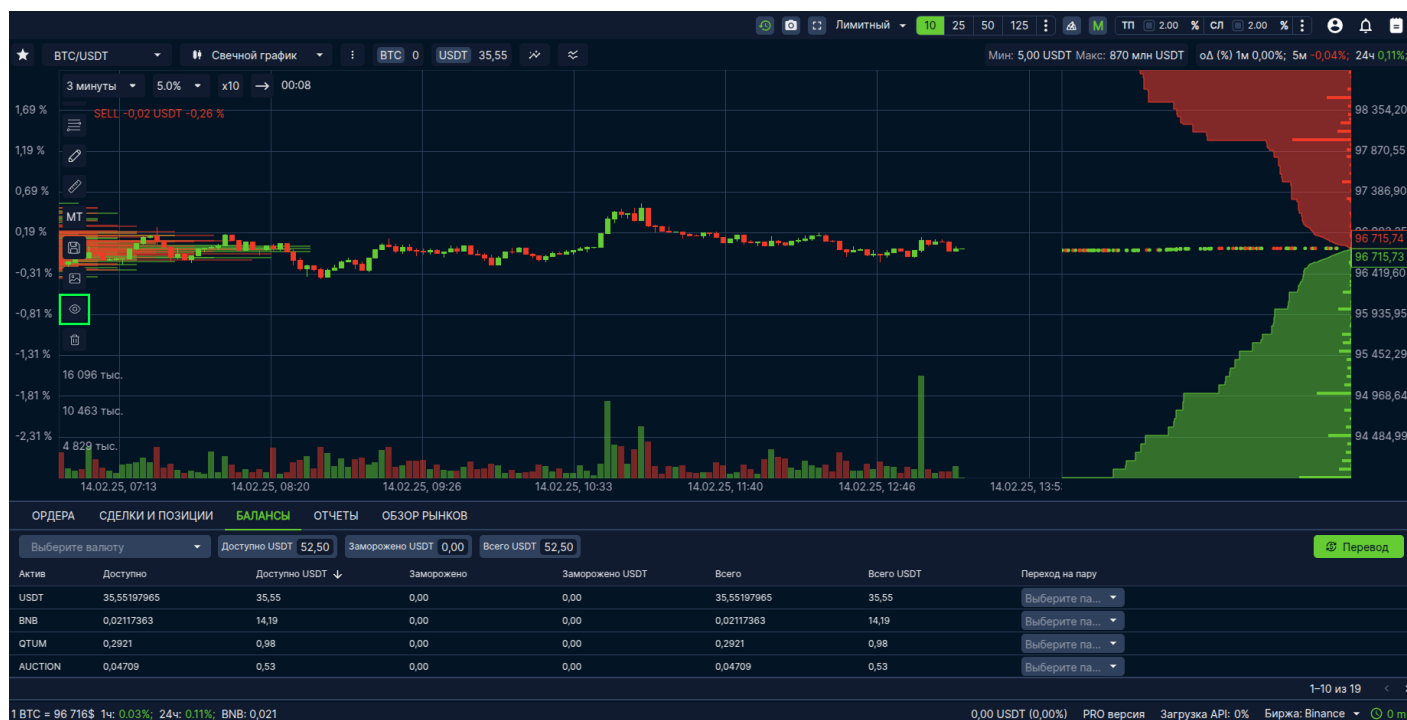 Лимитный 10 25 50 125 M ТП 2.00 % СЛ 2.00 %
BTC/USDT Свечной график BTC 0 USDT 35,55 Мин: 5,00 USDT Макс: 870 млн USDT oΔ (%) 1м 0,00%; 5м -0,04%; 24ч 0,11%;
3 минуты 5.0% x10 → 00:08
SELL -0,02 USDT -0,26 %
1,69 % 98 354,20
1,19 % 97 870,55
0,69 % 97 386,90
МТ
0,19 %
96 715,74
96 715,73
-0,31 % 96 419,60
-0,81 % 95 935,95
-1,31 % 95 452,29
16 096 тыс.
-1,81 % 94 968,64
10 463 тыс.
-2,31 % 94 484,99
4 829 тыс.
14.02.25, 07:13 14.02.25, 08:20 14.02.25, 09:26 14.02.25, 10:33 14.02.25, 11:40 14.02.25, 12:46 14.02.25, 13:5
ОРДЕРА СДЕЛКИ И ПОЗИЦИИ БАЛАНСЫ ОТЧЕТЫ ОБЗОР РЫНКОВ
Выберите валюту Доступно USDT 52,50 Заморожено USDT 0,00 Всего USDT 52,50 Перевод
Актив Доступно Доступно USDT ↓ Заморожено Заморожено USDT Всего Всего USDT Переход на пару
USDT 35,55197965 35,55 0,00 0,00 35,55197965 35,55 Выберите па...
BNB 0,02117363 14,19 0,00 0,00 0,02117363 14,19 Выберите па...
QTUM 0,2921 0,98 0,00 0,00 0,2921 0,98 Выберите па...
AUCTION 0,04709 0,53 0,00 0,00 0,04709 0,53 Выберите па...
1–10 из 19
1 BTC = 96 716$ 1ч: 0.03%; 24ч: 0.11%; BNB: 0,021 0,00 USDT (0,00%) PRO версия Загрузка API: 0% Биржа: Binance 0 m